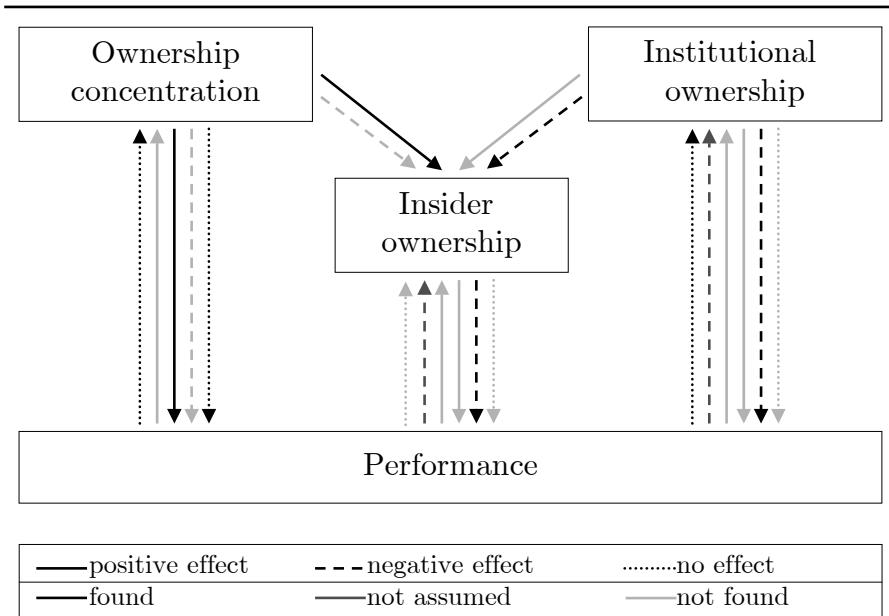 Ownership
concentration
Institutional
ownership
Insider
ownership
Performance
positive effect negative effect no effect
found not assumed not found